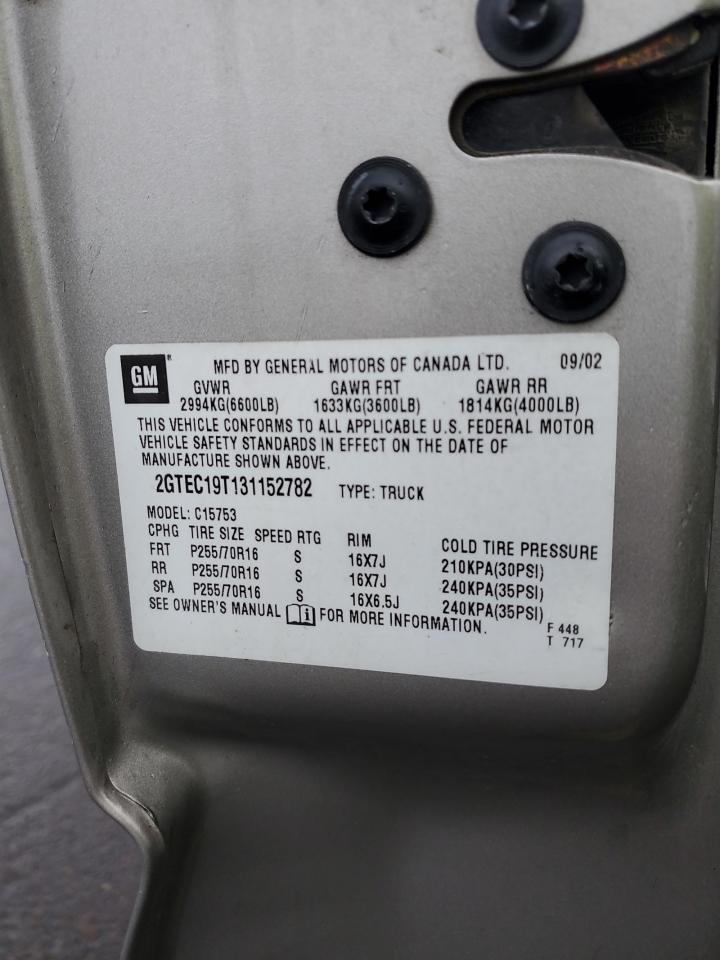 GM® MFD BY GENERAL MOTORS OF CANADA LTD. 09/02
GVWR GAWR FRT GAWR RR
2994KG(6600LB) 1633KG(3600LB) 1814KG(4000LB)
THIS VEHICLE CONFORMS TO ALL APPLICABLE U.S. FEDERAL MOTOR
VEHICLE SAFETY STANDARDS IN EFFECT ON THE DATE OF
MANUFACTURE SHOWN ABOVE.
2GTEC19T131152782 TYPE: TRUCK
MODEL: C15753
CPHG TIRE SIZE SPEED RTG RIM COLD TIRE PRESSURE
FRT P255/70R16 S 16X7J 210KPA(30PSI)
RR P255/70R16 S 16X7J 240KPA(35PSI)
SPA P255/70R16 S 16X6.5J 240KPA(35PSI)
SEE OWNER'S MANUAL FOR MORE INFORMATION.
F 448
T 717